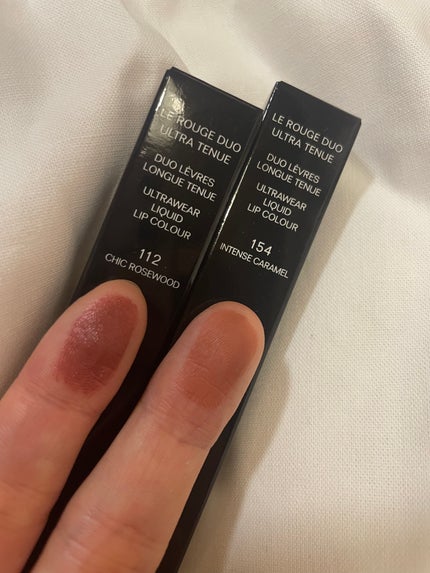 LE ROUGE DUO
ULTRA TENUE
DUO LÈVRES
LONGUE TENUE
ULTRAWEAR
LIQUID
LIP COLOUR
112
CHIC ROSEWOOD
LE ROUGE DUO
ULTRA TENUE
DUO LÈVRES
LONGUE TENUE
ULTRAWEAR
LIQUID
LIP COLOUR
154
INTENSE CARAMEL